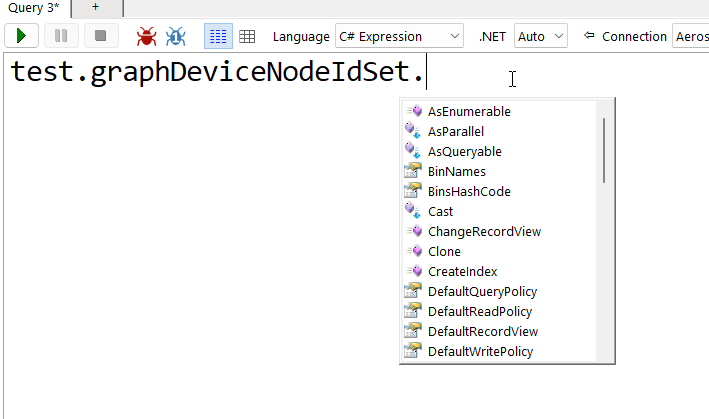 Query 3*
+
Language C# Expression .NET Auto Connection Aeros
test.graphDeviceNodeIdSet.
AsEnumerable
AsParallel
AsQueryable
BinNames
BinsHashCode
Cast
ChangeRecordView
Clone
CreateIndex
DefaultQueryPolicy
DefaultReadPolicy
DefaultRecordView
DefaultWritePolicy